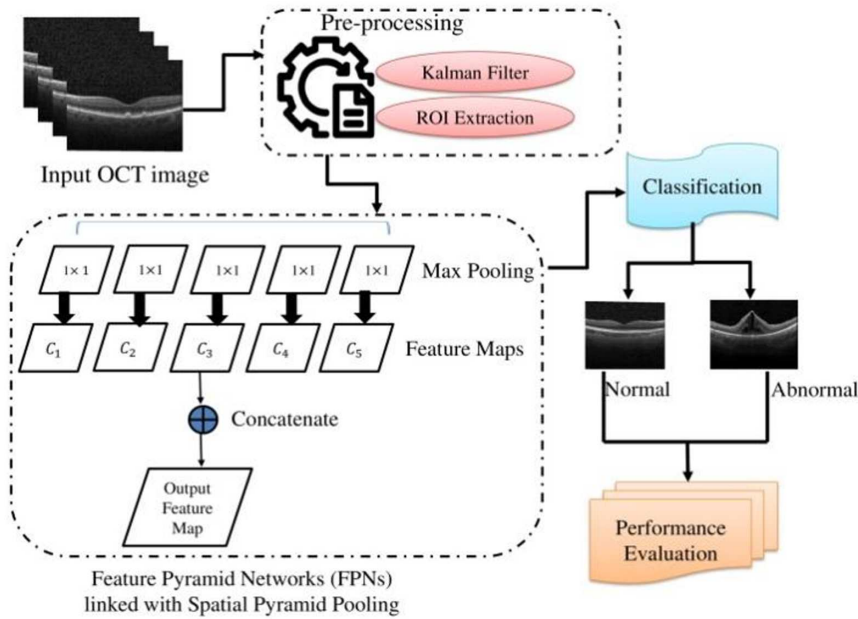 Pre-processing
Kalman Filter
ROI Extraction
Input OCT image
Classification
1×1 1×1 1×1 1×1 1×1
Max Pooling
C₁ C₂ C₃ C₄ C₅
Feature Maps
Normal
Abnormal
Concatenate
Output
Feature
Map
Performance
Evaluation
Feature Pyramid Networks (FPNs)
linked with Spatial Pyramid Pooling